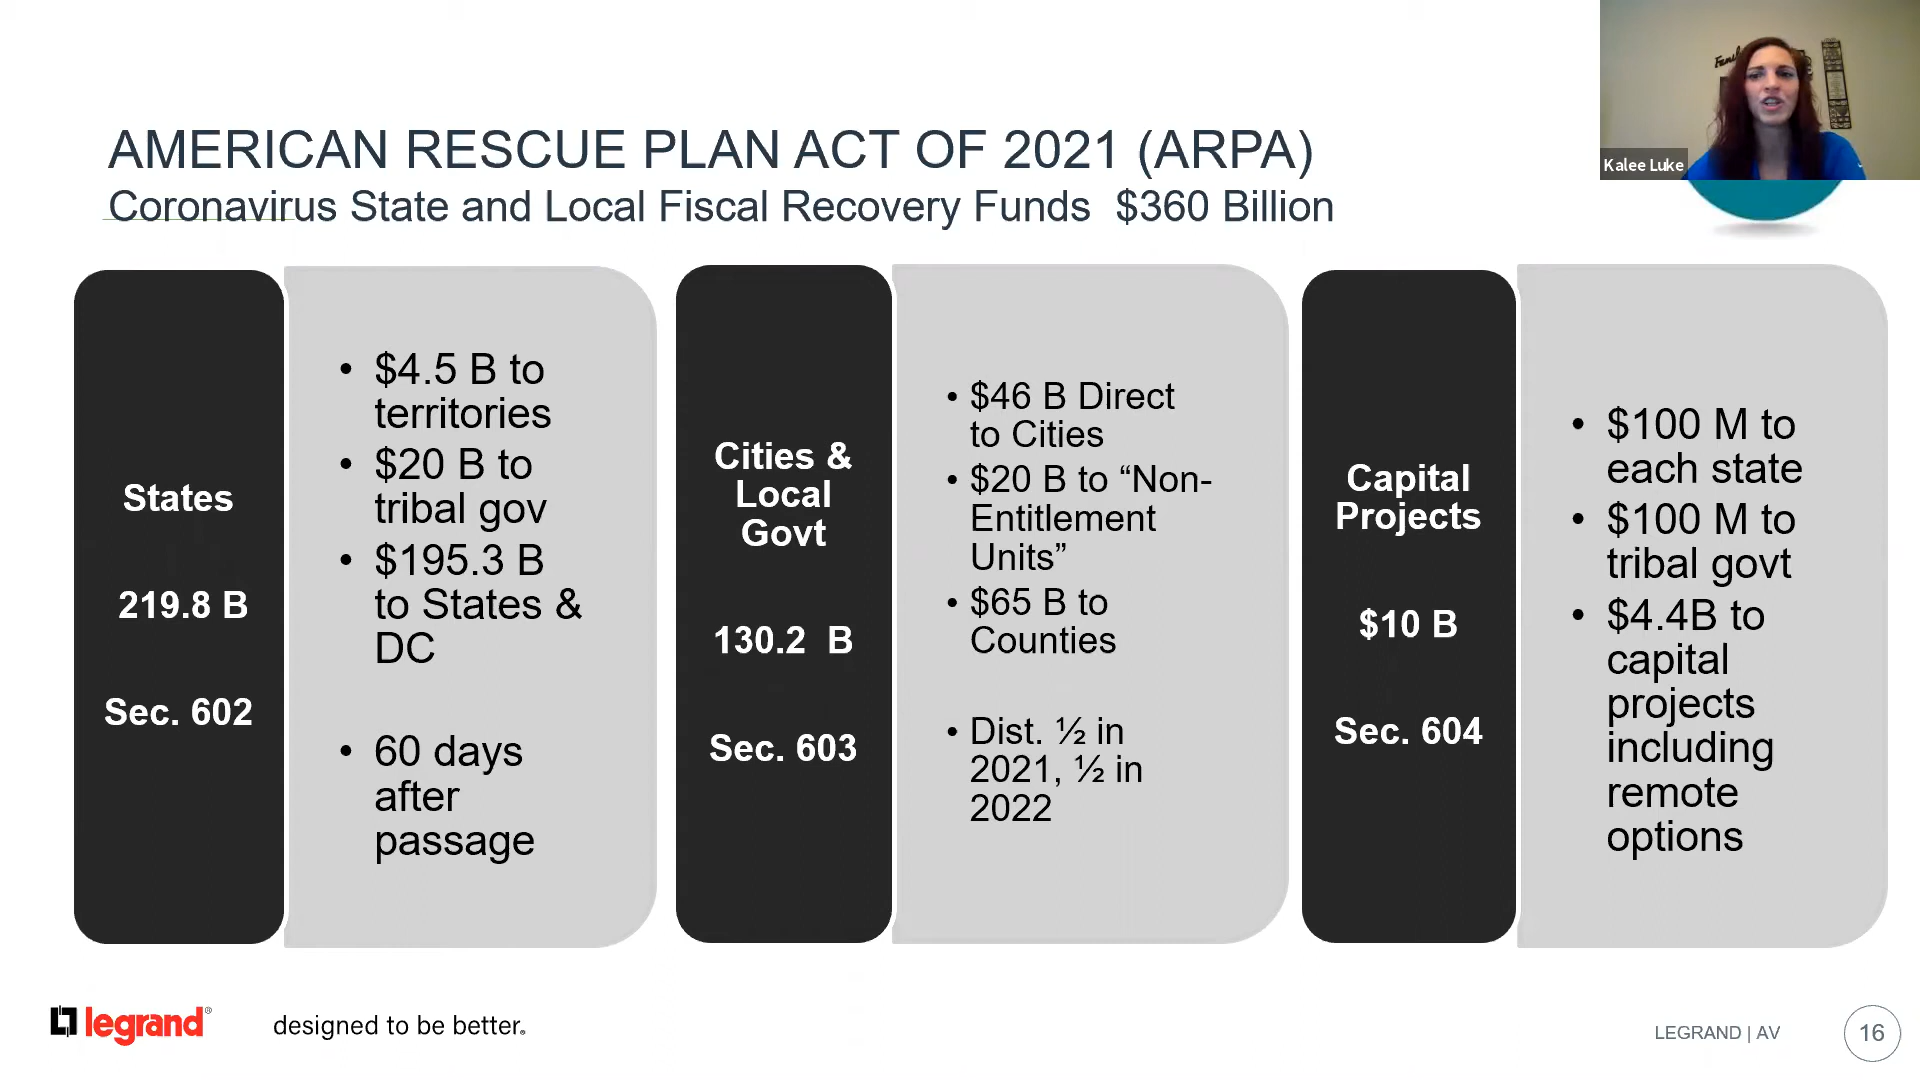 AMERICAN RESCUE PLAN ACT OF 2021 (ARPA)
Coronavirus State and Local Fiscal Recovery Funds $360 Billion
Kalee Luke
States
219.8 B
Sec. 602
• $4.5 B to
territories
• $20 B to
tribal gov
• $195.3 B
to States &
DC
• 60 days
after
passage
Cities &
Local
Govt
130.2 B
Sec. 603
• $46 B Direct
to Cities
• $20 B to “Non-
Entitlement
Units”
• $65 B to
Counties
• Dist. ½ in
2021, ½ in
2022
Capital
Projects
$10 B
Sec. 604
• $100 M to
each state
• $100 M to
tribal govt
• $4.4B to
capital
projects
including
remote
options
legrand®
designed to be better.
LEGRAND | AV
16